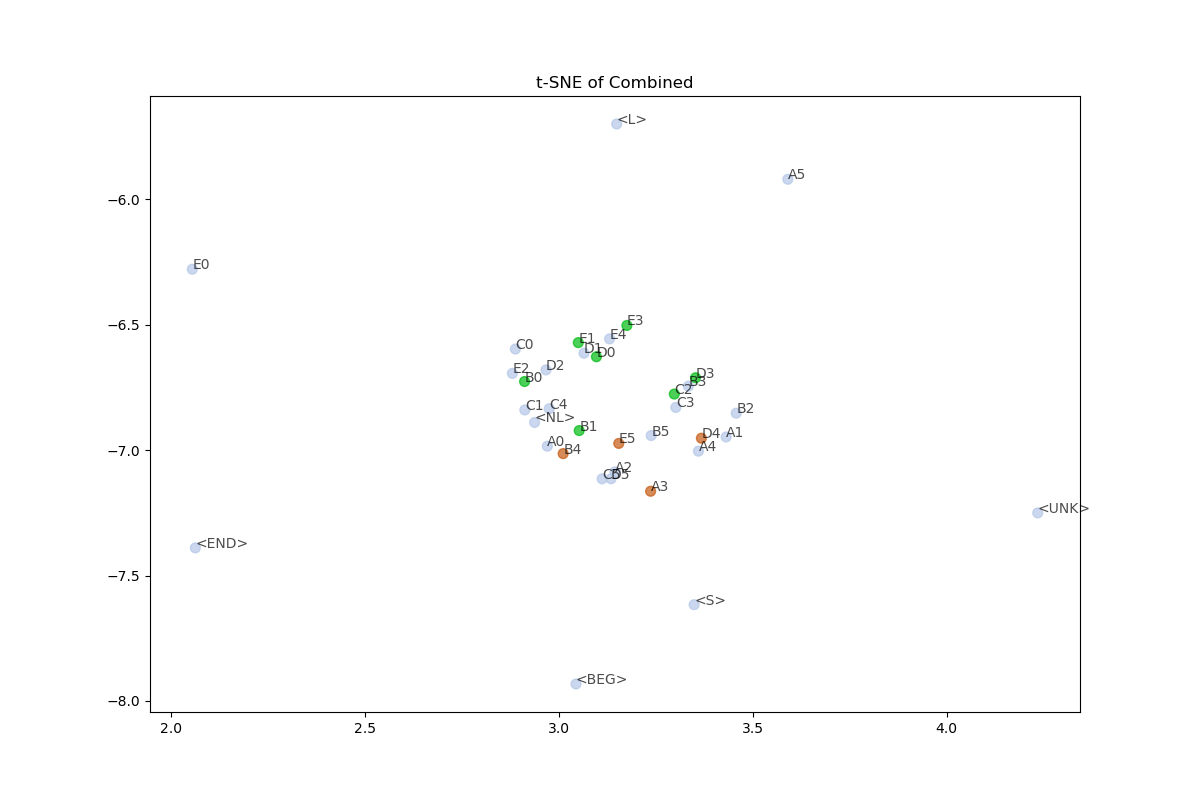 t-SNE of Combined
<L>
A5
−6.0
E0
−6.5
E3
E4
E1
D1
D0
C0
D2
E2
B0
D3
B3
C2
C3
C1
C4
<NL>
B2
B1
B5
D4
A1
E5
A0
B4
A4
−7.0
A2
C5
D5
A3
<UNK>
<END>
−7.5
<S>
<BEG>
−8.0
2.0 2.5 3.0 3.5 4.0